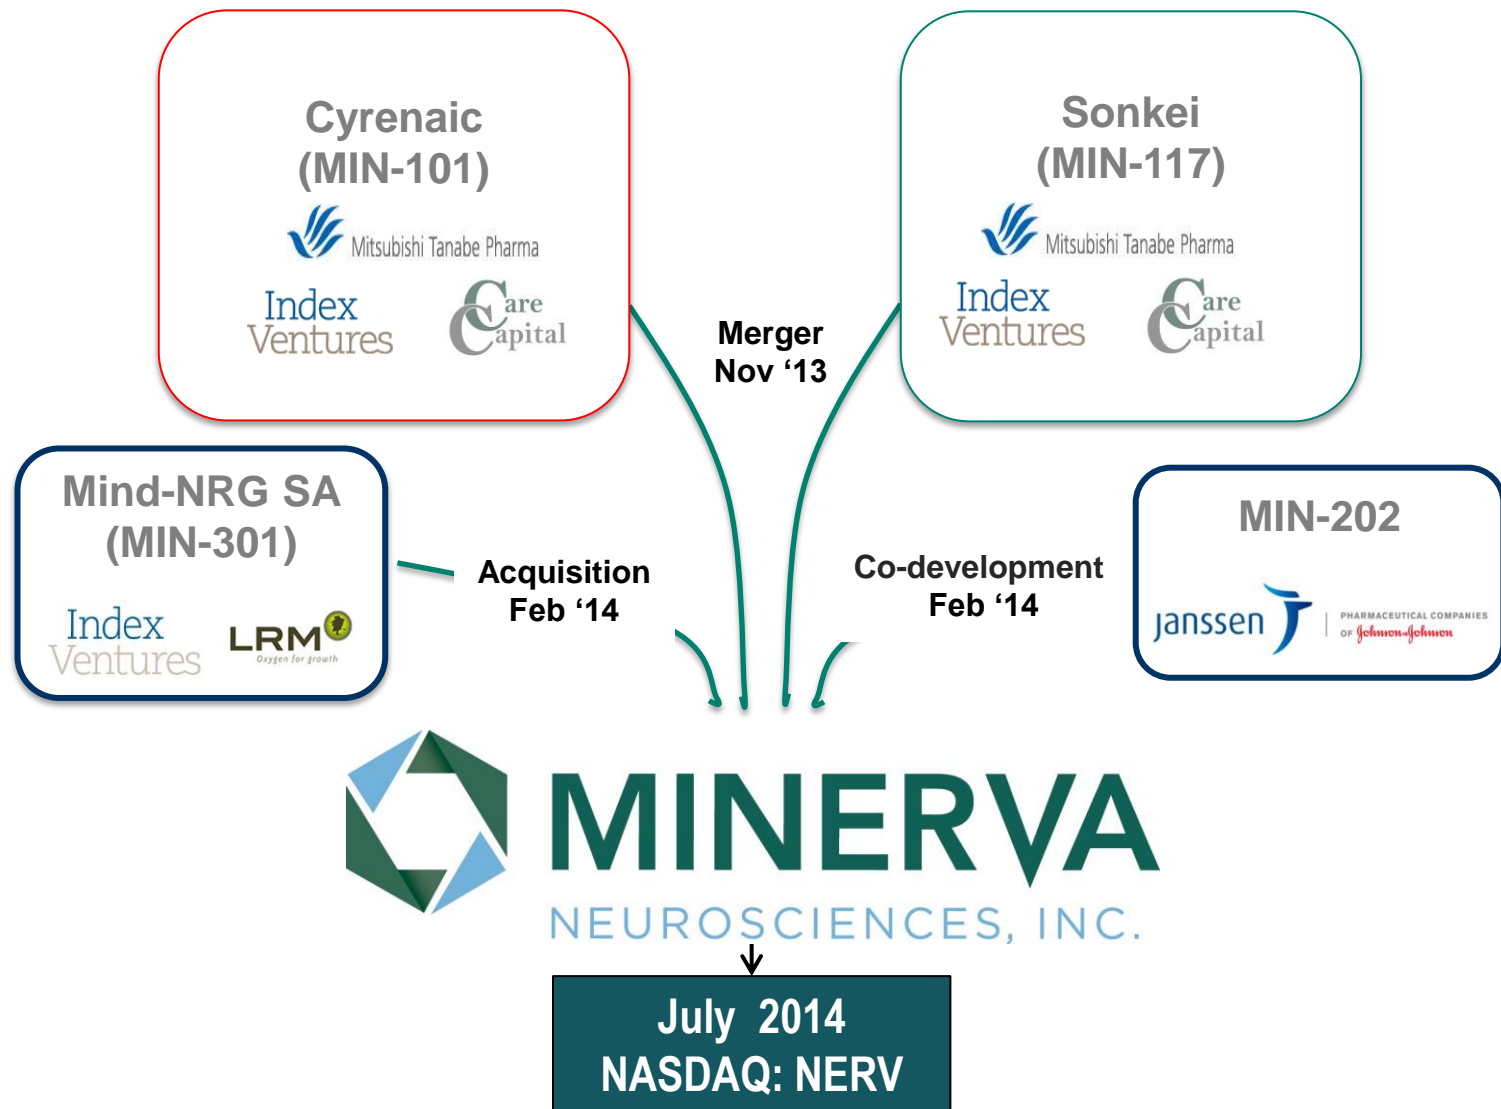 Cyrenaic
(MIN-101)
Mitsubishi Tanabe Pharma
Index
Ventures
Care
Capital
Sonkei
(MIN-117)
Mitsubishi Tanabe Pharma
Index
Ventures
Care
Capital
Merger
Nov ‘13
Mind-NRG SA
(MIN-301)
Index
Ventures
LRM
Oxygen for growth
Acquisition
Feb ‘14
Co-development
Feb ‘14
MIN-202
janssen
PHARMACEUTICAL COMPANIES
OF Johnson & Johnson
MINERVA
NEUROSCIENCES, INC.
July 2014
NASDAQ: NERV